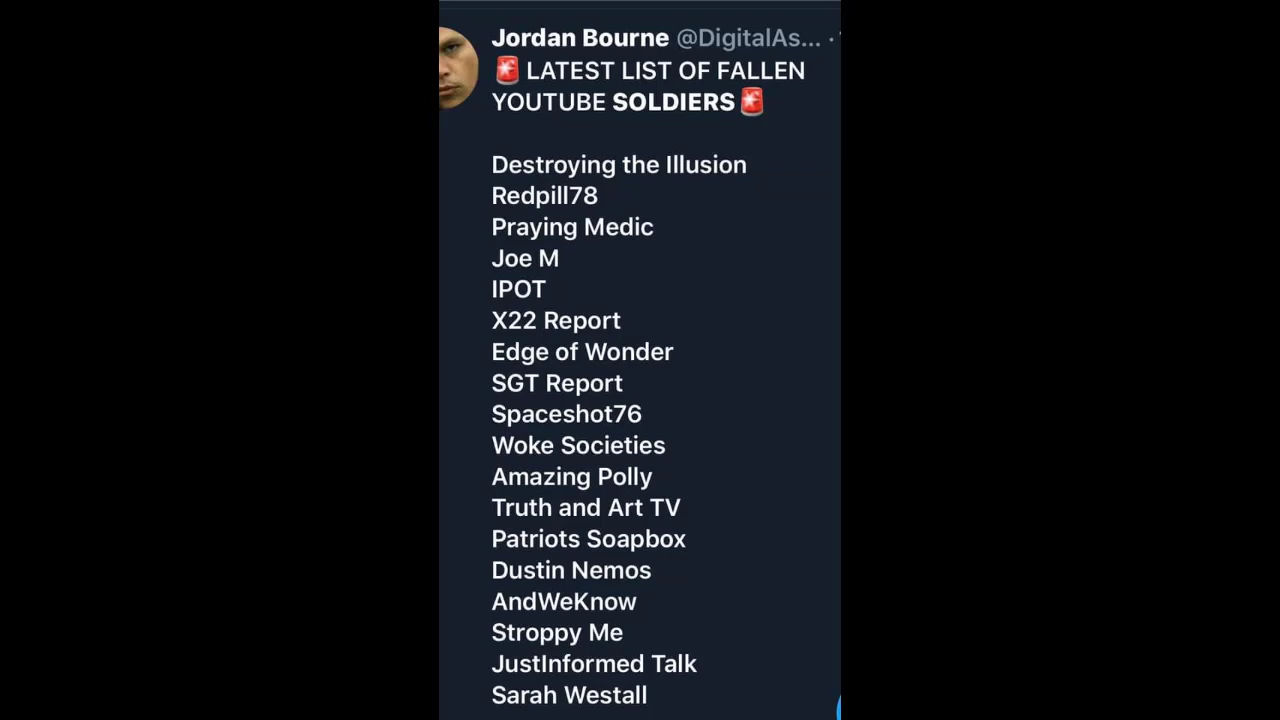 Jordan Bourne @DigitalAs... ·
🚨 LATEST LIST OF FALLEN
YOUTUBE SOLDIERS🚨
Destroying the Illusion
Redpill78
Praying Medic
Joe M
IPOT
X22 Report
Edge of Wonder
SGT Report
Spaceshot76
Woke Societies
Amazing Polly
Truth and Art TV
Patriots Soapbox
Dustin Nemos
AndWeKnow
Stroppy Me
JustInformed Talk
Sarah Westall